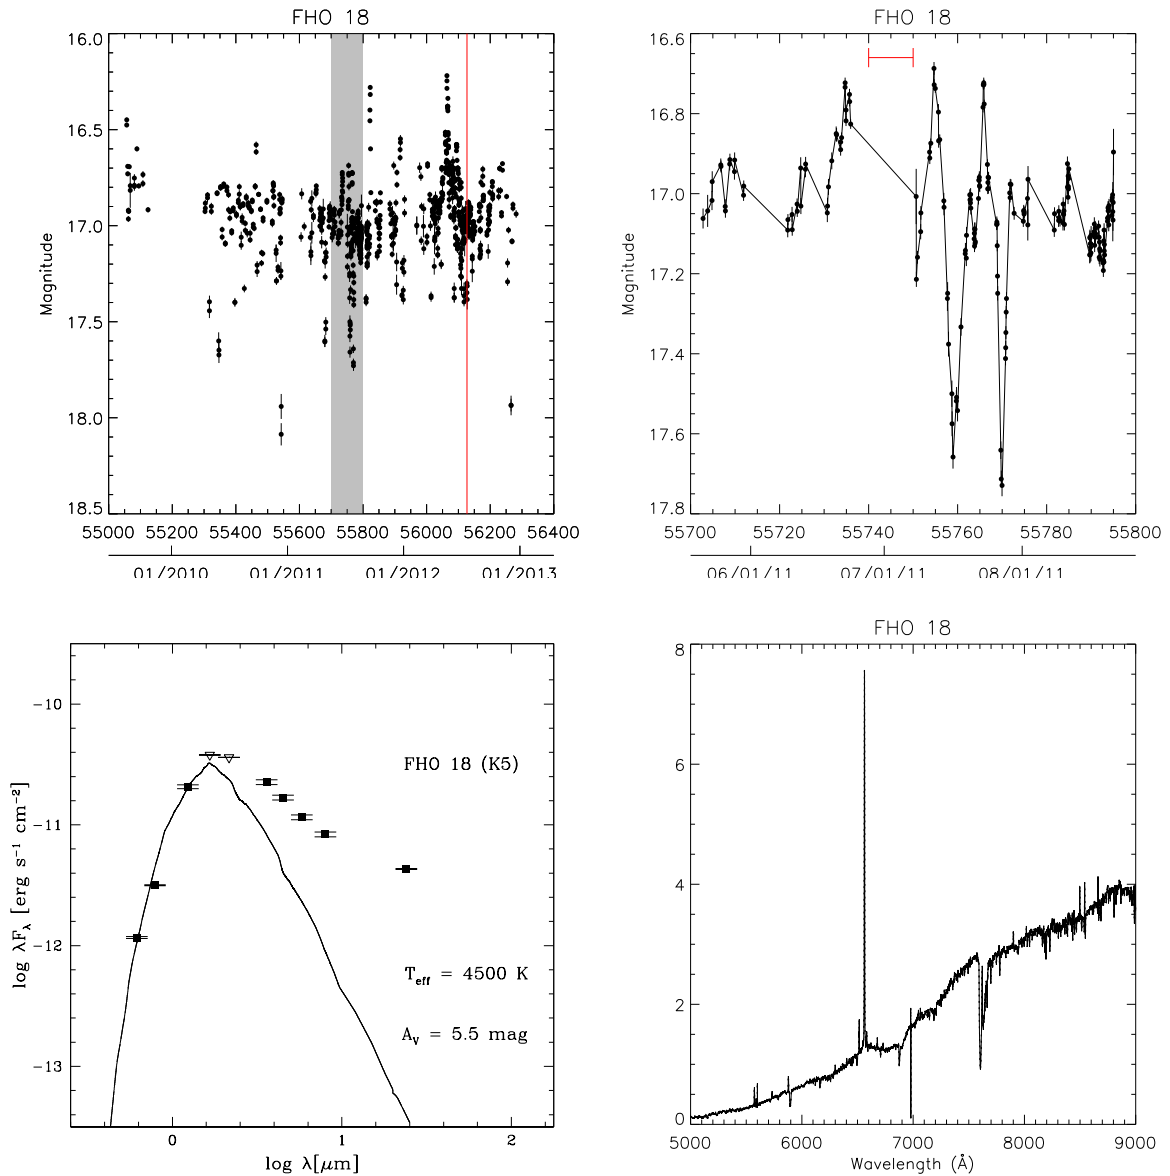 FHO 18
16.0
16.5
17.0
17.5
18.0
18.5
Magnitude
55000 55200 55400 55600 55800 56000 56200 56400
01/2010 01/2011 01/2012 01/2013
FHO 18
16.6
16.8
17.0
17.2
17.4
17.6
17.8
Magnitude
55700 55720 55740 55760 55780 55800
06/01/11 07/01/11 08/01/11
−10
−11
−12
−13
log λFλ [erg s⁻¹ cm⁻²]
FHO 18 (K5)
Teff = 4500 K
AV = 5.5 mag
0 1 2
log λ[μm]
FHO 18
8
6
4
2
0
5000 6000 7000 8000 9000
Wavelength (Å)